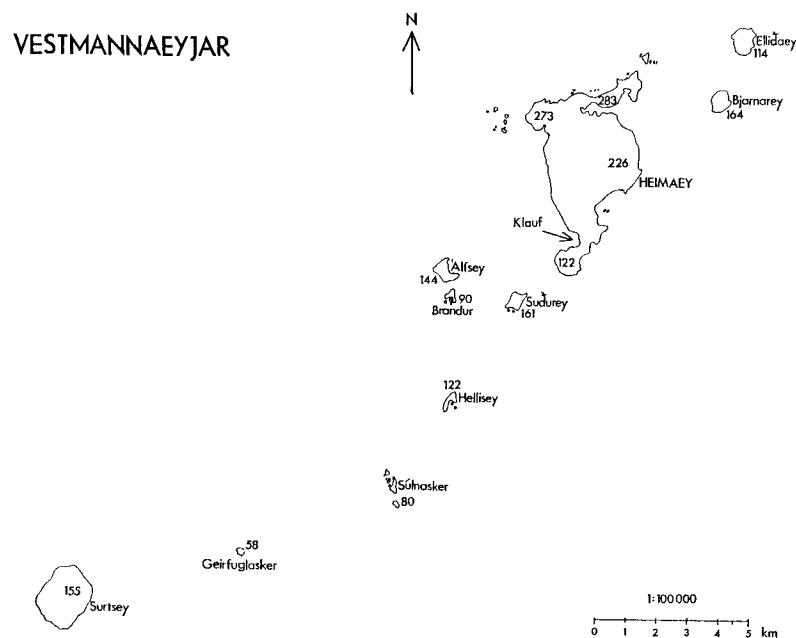 VESTMANNAEYJAR
N
Ellidaey
114
Bjarnarey
164
283
273
226
HEIMAEY
Klauf
122
Álfsey
144
90
Brandur
Sudurey
161
122
Hellisey
Súlnasker
80
58
Geirfuglasker
155
Surtsey
1:100 000
0 1 2 3 4 5 km